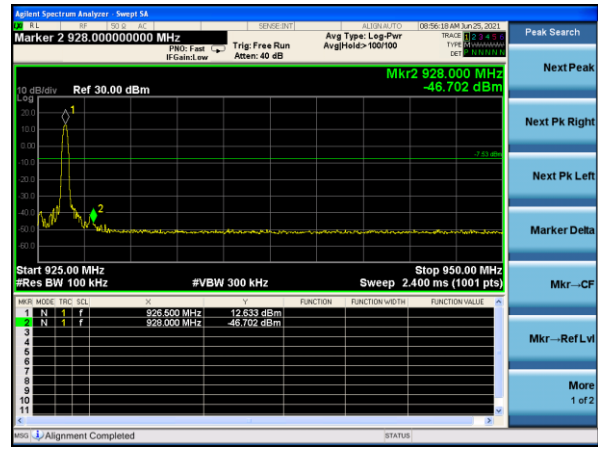 Agilent Spectrum Analyzer - Swept SA
RL RF 50 Ω AC SENSE:INT ALIGN AUTO 08:56:18 AM Jun 25, 2021
Marker 2 928.000000000 MHz
PNO: Fast
IFGain:Low
Trig: Free Run
Atten: 40 dB
Avg Type: Log-Pwr
Avg|Hold>100/100
TRACE 1 2 3 4 5 6
TYPE M
DET P N N N N N
Peak Search
Next Peak
Next Pk Right
Next Pk Left
Marker Delta
Mkr→CF
Mkr→Ref Lvl
More
1 of 2
Mkr2 928.000 MHz
-46.702 dBm
10 dB/div Ref 30.00 dBm
Log
20.0
10.0
0.00
-10.0
-20.0
-30.0
-40.0
-50.0
-60.0
1
2
-7.53 dBm
Start 925.00 MHz Stop 950.00 MHz
#Res BW 100 kHz #VBW 300 kHz Sweep 2.400 ms (1001 pts)
MKR MODE TRC SCL X Y FUNCTION FUNCTION WIDTH FUNCTION VALUE
1 N 1 f 926.500 MHz 12.633 dBm
2 N 1 f 928.000 MHz -46.702 dBm
3
4
5
6
7
8
9
10
11
MSG Alignment Completed STATUS